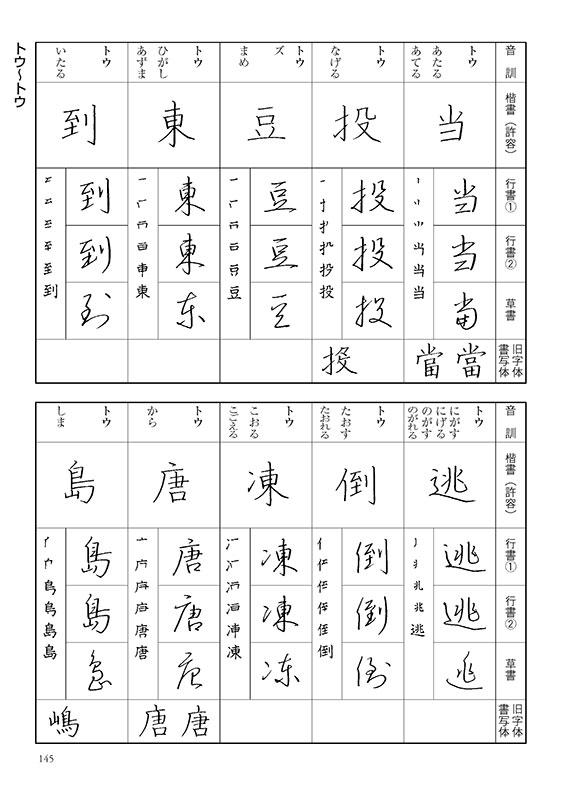 トウ〜トウ
音 訓
楷書（許容）
行書①
行書②
草書
旧字体
書写体
トウ
あたる
あてる
当
当
当
当
當 當
トウ
なげる
投
投
投
投
トウ
ズ
まめ
豆
豆
豆
豆
トウ
ひがし
あずま
東
東
東
東
トウ
いたる
到
到
到
到
音 訓
楷書（許容）
行書①
行書②
草書
旧字体
書写体
トウ
にがす
にげる
のがす
のがれる
逃
逃
逃
逃
トウ
たおす
たおれる
倒
倒
倒
倒
トウ
こおる
こごえる
凍
凍
凍
凍
トウ
から
唐
唐
唐
唐
唐 唐
トウ
しま
島
島
島
島
嶋
145